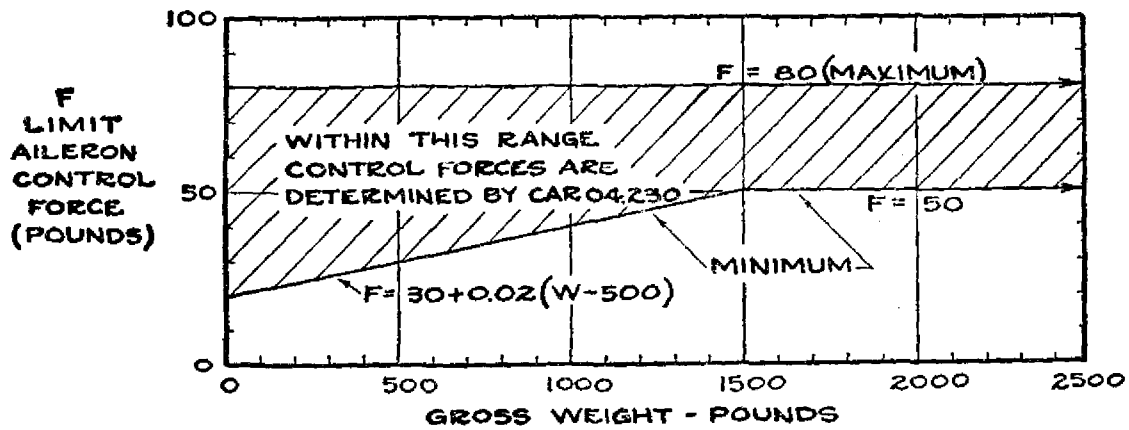 100
F = 80 (MAXIMUM)
F
LIMIT
AILERON
CONTROL
FORCE
(POUNDS)
WITHIN THIS RANGE
CONTROL FORCES ARE
DETERMINED BY CAR 04.230
50
F = 50
MINIMUM
F = 30+0.02 (W-500)
0
0 500 1000 1500 2000 2500
GROSS WEIGHT - POUNDS